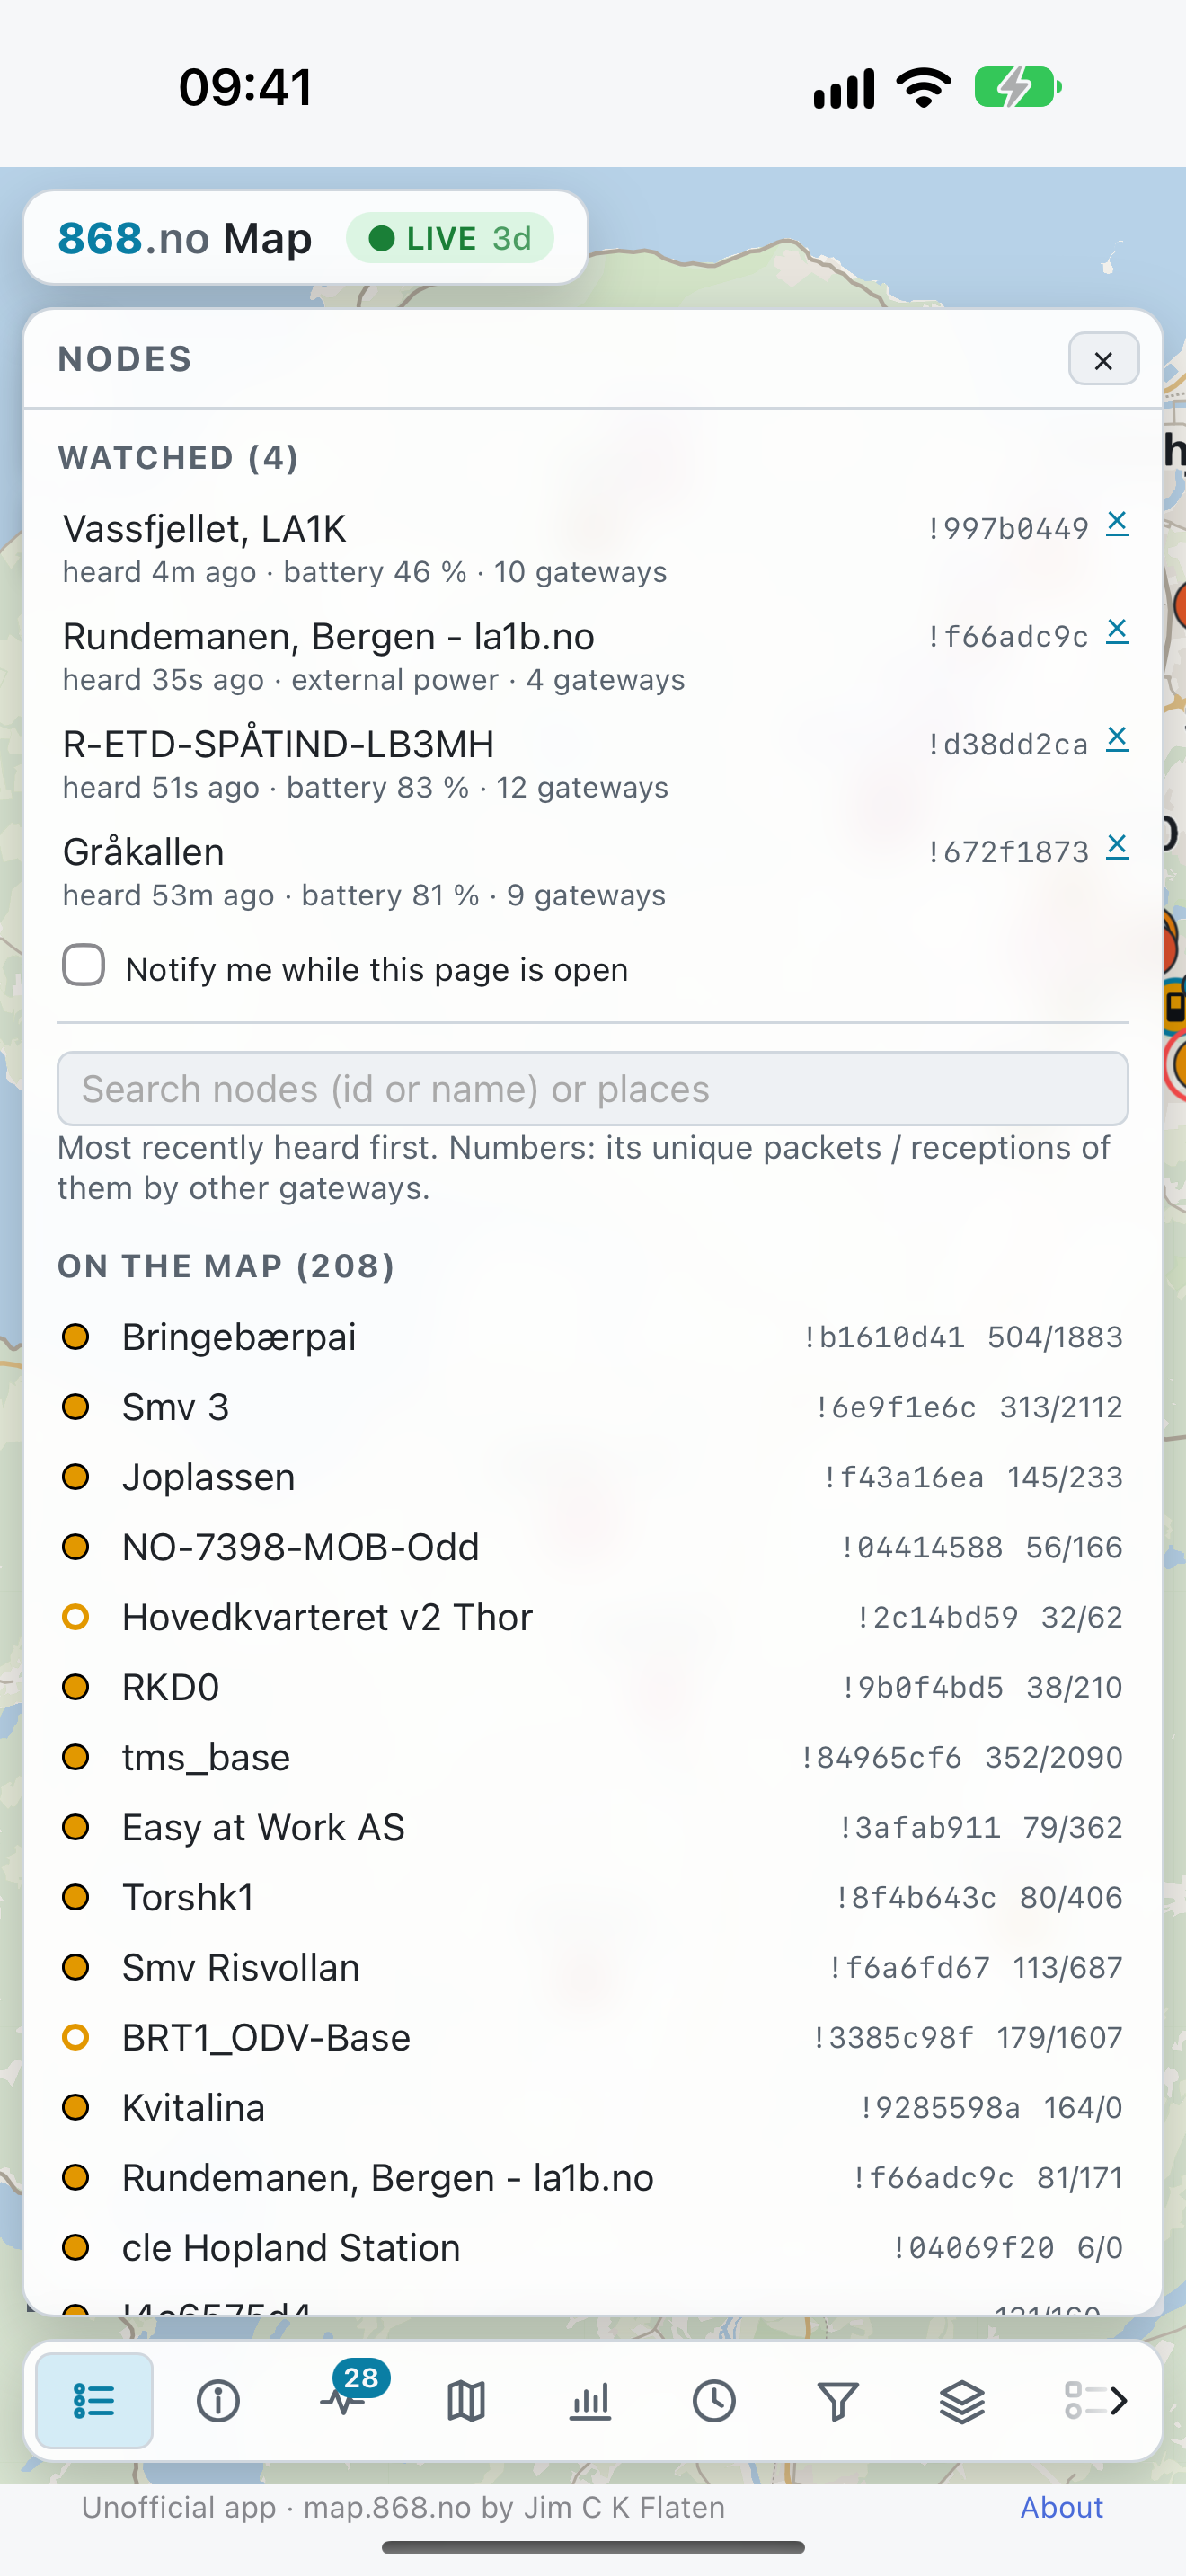 09:41
868.no Map LIVE 3d
NODES ×
WATCHED (4)
Vassfjellet, LA1K !997b0449 ×
heard 4m ago · battery 46 % · 10 gateways
Rundemanen, Bergen - la1b.no !f66adc9c ×
heard 35s ago · external power · 4 gateways
R-ETD-SPÅTIND-LB3MH !d38dd2ca ×
heard 51s ago · battery 83 % · 12 gateways
Gråkallen !672f1873 ×
heard 53m ago · battery 81 % · 9 gateways
Notify me while this page is open
Search nodes (id or name) or places
Most recently heard first. Numbers: its unique packets / receptions of
them by other gateways.
ON THE MAP (208)
Bringebærpai !b1610d41 504/1883
Smv 3 !6e9f1e6c 313/2112
Joplassen !f43a16ea 145/233
NO-7398-MOB-Odd !04414588 56/166
Hovedkvarteret v2 Thor !2c14bd59 32/62
RKD0 !9b0f4bd5 38/210
tms_base !84965cf6 352/2090
Easy at Work AS !3afab911 79/362
Torshk1 !8f4b643c 80/406
Smv Risvollan !f6a6fd67 113/687
BRT1_ODV-Base !3385c98f 179/1607
Kvitalina !9285598a 164/0
Rundemanen, Bergen - la1b.no !f66adc9c 81/171
cle Hopland Station !04069f20 6/0
28
Unofficial app · map.868.no by Jim C K Flaten About